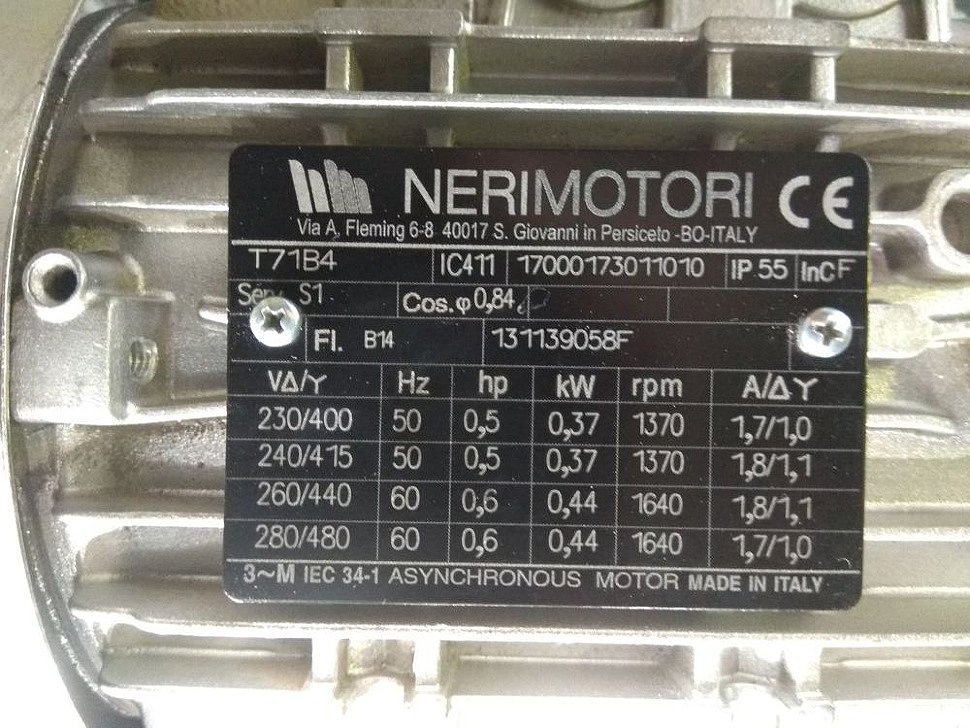 NERIMOTORI CE
Via A. Fleming 6-8 40017 S. Giovanni in Persiceto -BO-ITALY
T71B4 IC411 17000173011010 IP 55 InCF
Serv. S1 Cos.φ 0,84
Fl. B14 131139058F
VΔ/Y Hz hp kW rpm A/ΔY
230/400 50 0,5 0,37 1370 1,7/1,0
240/415 50 0,5 0,37 1370 1,8/1,1
260/440 60 0,6 0,44 1640 1,8/1,1
280/480 60 0,6 0,44 1640 1,7/1,0
3~M IEC 34-1 ASYNCHRONOUS MOTOR MADE IN ITALY